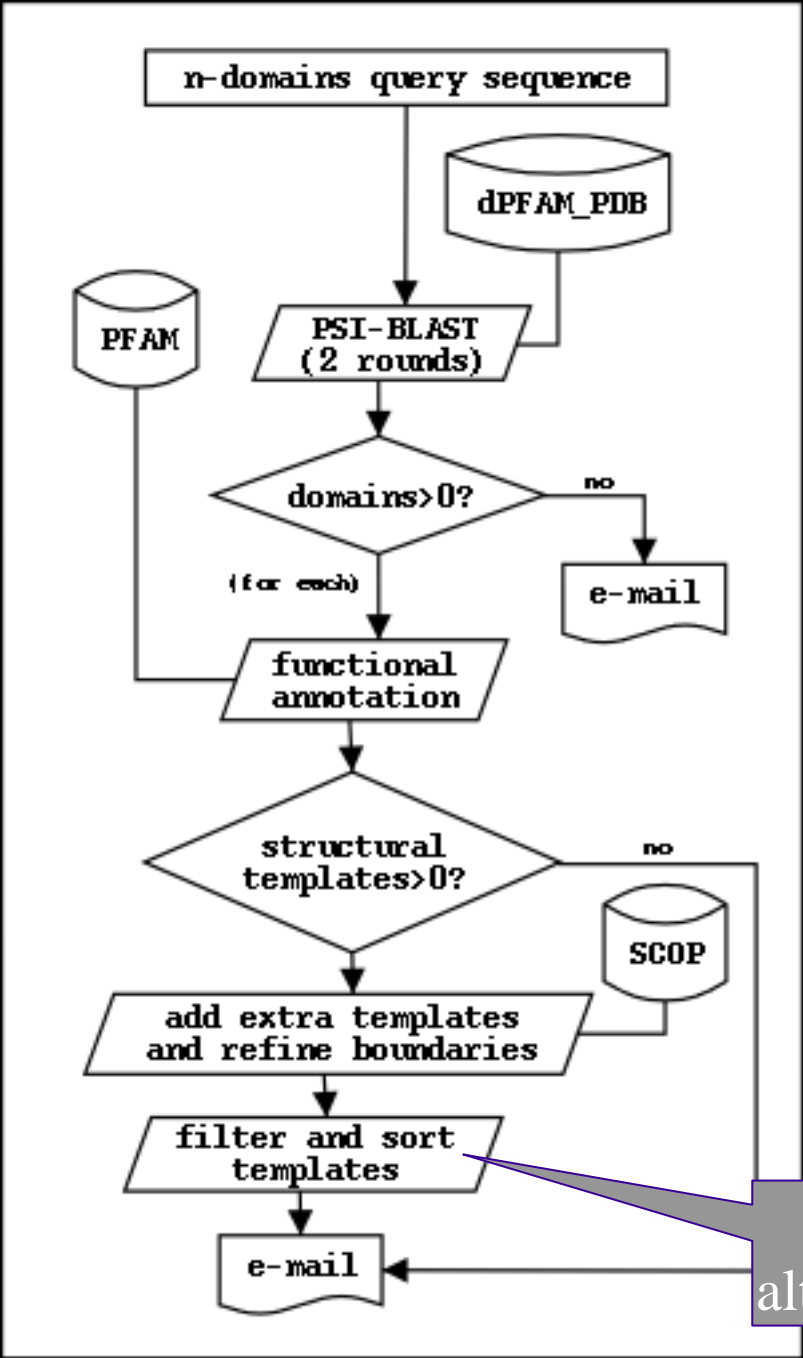 n-domains query sequence
dPFAM_PDB
PFAM
PSI-BLAST
(2 rounds)
domains>0?
no
e-mail
(for each)
functional
annotation
structural
templates>0?
no
SCOP
add extra templates
and refine boundaries
filter and sort
templates
e-mail